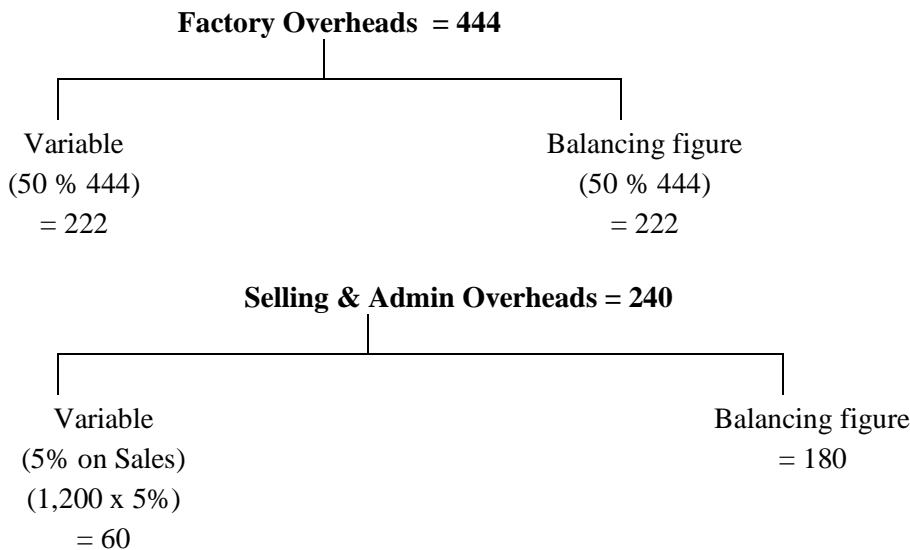 Factory Overheads = 444
Variable Balancing figure
(50 % 444) (50 % 444)
= 222 = 222
Selling & Admin Overheads = 240
Variable Balancing figure
(5% on Sales) = 180
(1,200 x 5%)
= 60